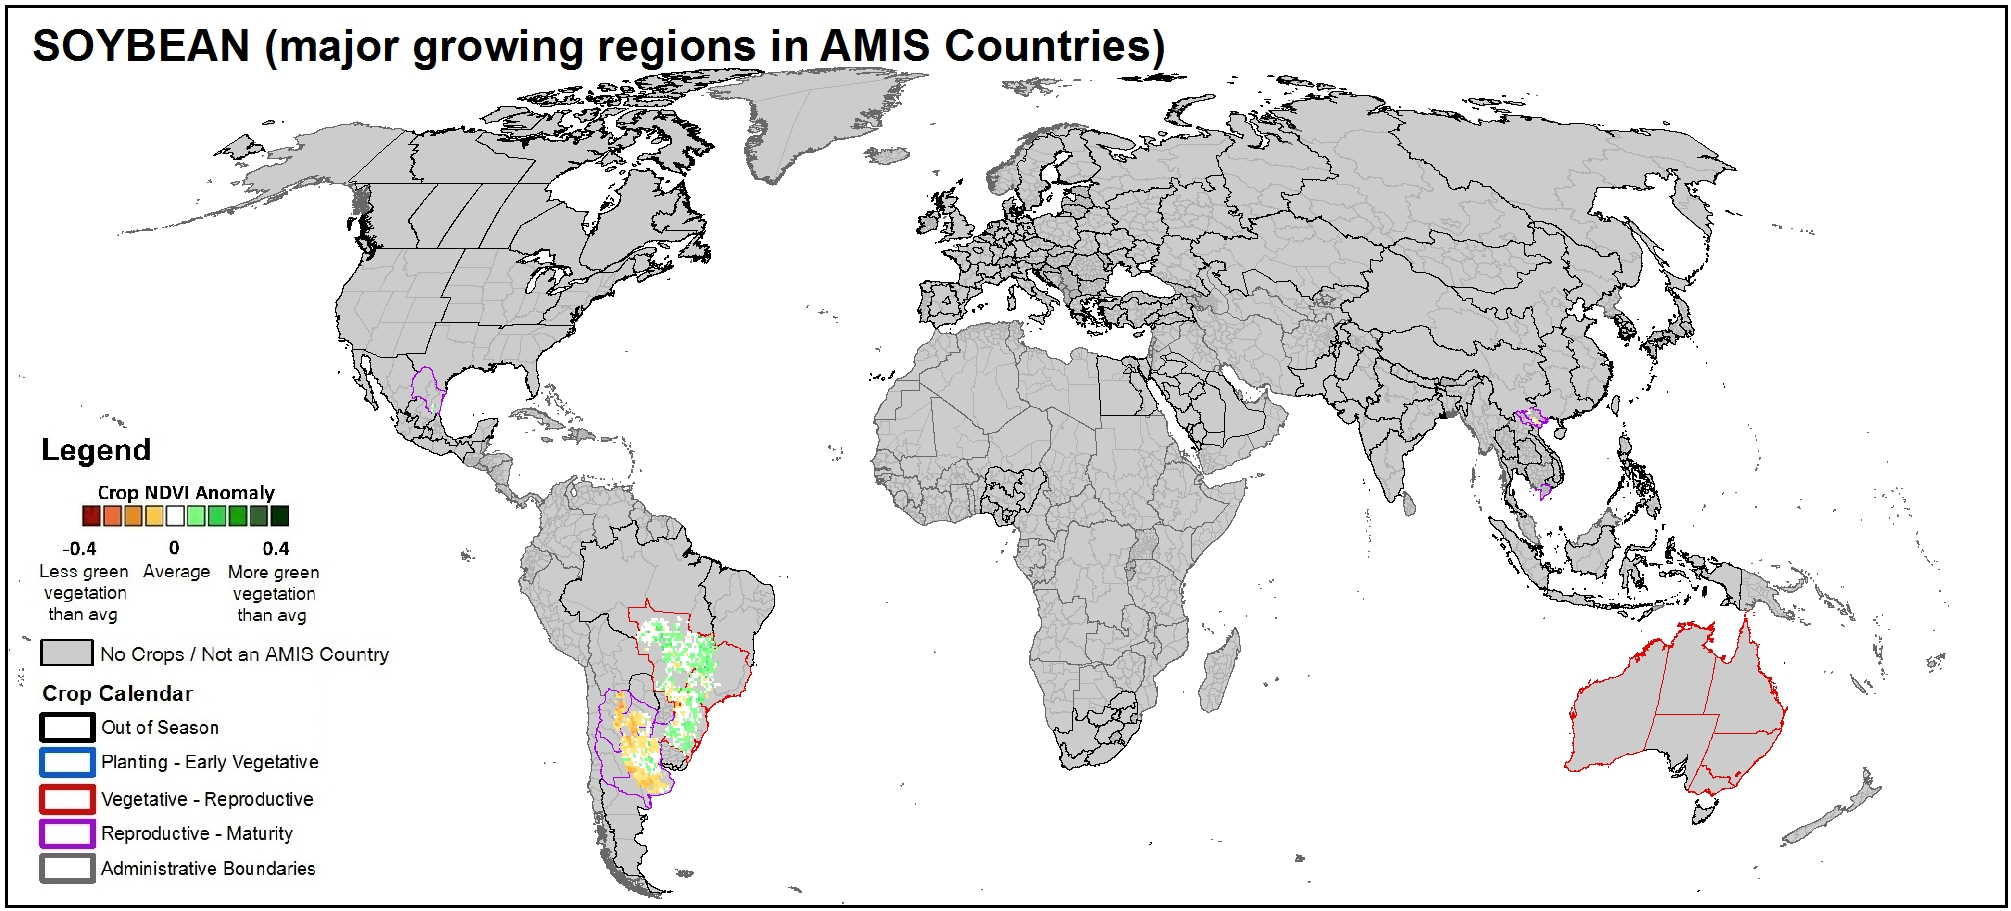 SOYBEAN (major growing regions in AMIS Countries)
Legend
Crop NDVI Anomaly
-0.4 0 0.4
Less green vegetation than avg
Average
More green vegetation than avg
No Crops / Not an AMIS Country
Crop Calendar
Out of Season
Planting - Early Vegetative
Vegetative - Reproductive
Reproductive - Maturity
Administrative Boundaries